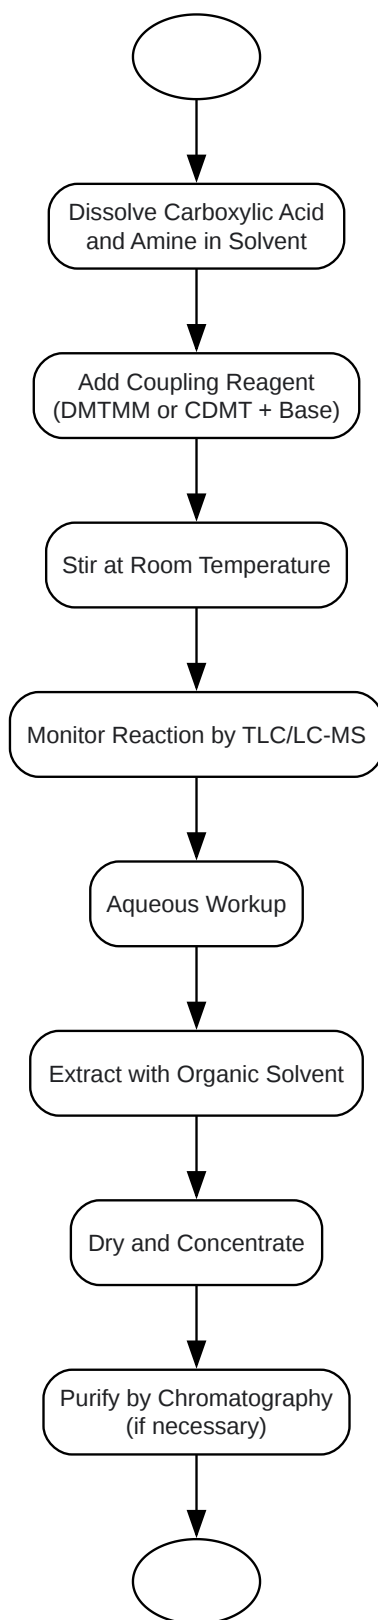 Dissolve Carboxylic Acid
and Amine in Solvent
Add Coupling Reagent
(DMTMM or CDMT + Base)
Stir at Room Temperature
Monitor Reaction by TLC/LC-MS
Aqueous Workup
Extract with Organic Solvent
Dry and Concentrate
Purify by Chromatography
(if necessary)